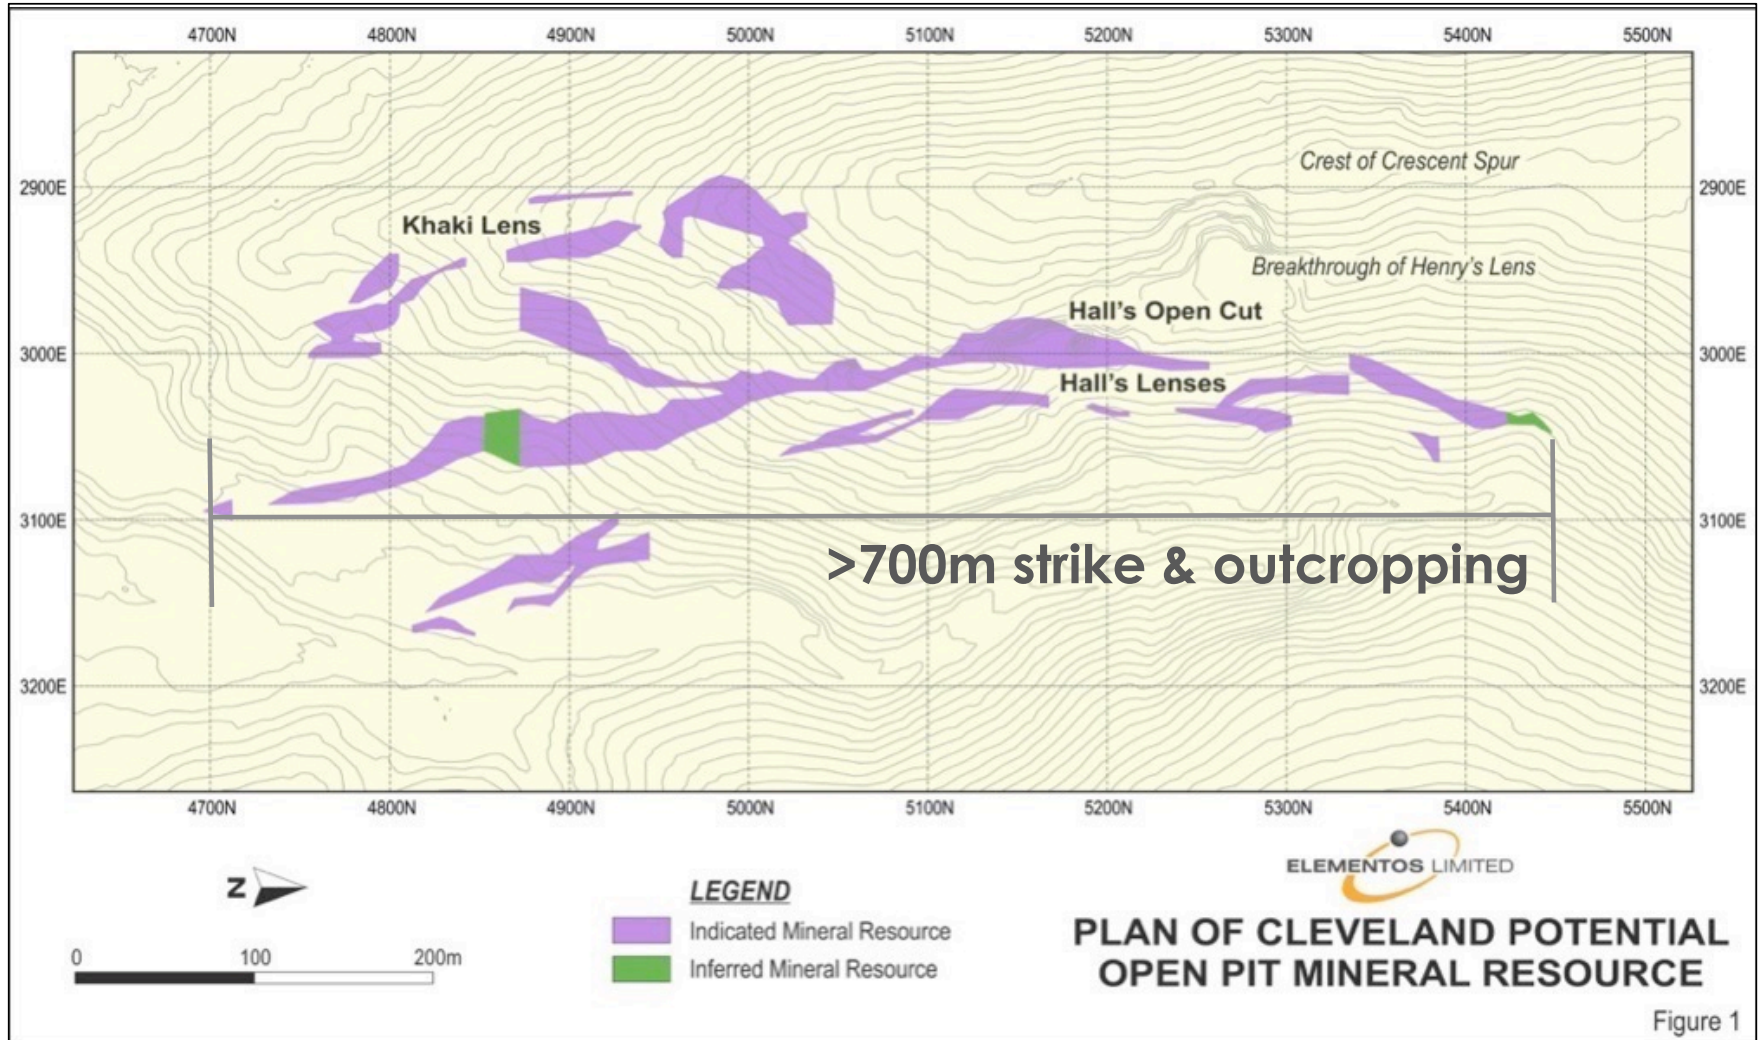 4700N 4800N 4900N 5000N 5100N 5200N 5300N 5400N 5500N
Crest of Crescent Spur
2900E 2900E
Khaki Lens
Breakthrough of Henry's Lens
Hall's Open Cut
3000E 3000E
Hall's Lenses
3100E 3100E
>700m strike & outcropping
3200E 3200E
4700N 4800N 4900N 5000N 5100N 5200N 5300N 5400N 5500N
ELEMENTOS LIMITED
Z
LEGEND
Indicated Mineral Resource
Inferred Mineral Resource
0 100 200m
PLAN OF CLEVELAND POTENTIAL
OPEN PIT MINERAL RESOURCE
Figure 1